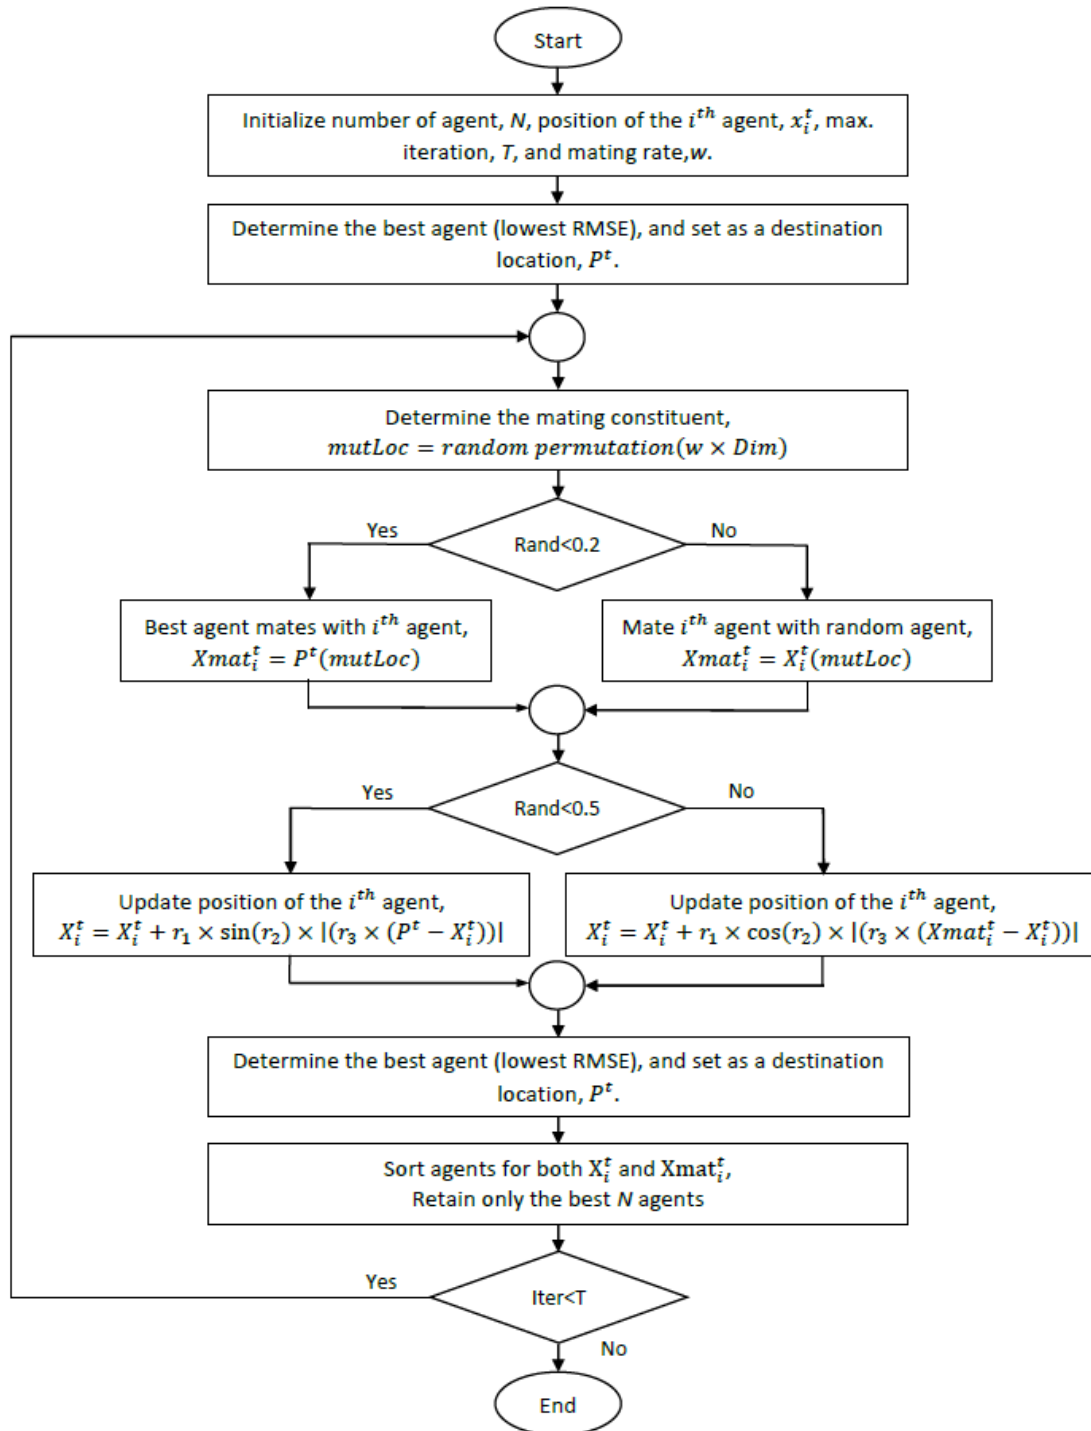 Start
Initialize number of agent, N, position of the iᵗʰ agent, xᵢᵗ, max.
iteration, T, and mating rate,w.
Determine the best agent (lowest RMSE), and set as a destination
location, Pᵗ.
Determine the mating constituent,
mutLoc = random permutation(w × Dim)
Yes
Rand<0.2
No
Best agent mates with iᵗʰ agent,
Xmatᵢᵗ = Pᵗ(mutLoc)
Mate iᵗʰ agent with random agent,
Xmatᵢᵗ = Xᵢᵗ(mutLoc)
Yes
Rand<0.5
No
Update position of the iᵗʰ agent,
Xᵢᵗ = Xᵢᵗ + r₁ × sin(r₂) × |(r₃ × (Pᵗ − Xᵢᵗ))|
Update position of the iᵗʰ agent,
Xᵢᵗ = Xᵢᵗ + r₁ × cos(r₂) × |(r₃ × (Xmatᵢᵗ − Xᵢᵗ))|
Determine the best agent (lowest RMSE), and set as a destination
location, Pᵗ.
Sort agents for both Xᵢᵗ and Xmatᵢᵗ,
Retain only the best N agents
Yes
Iter<T
No
End